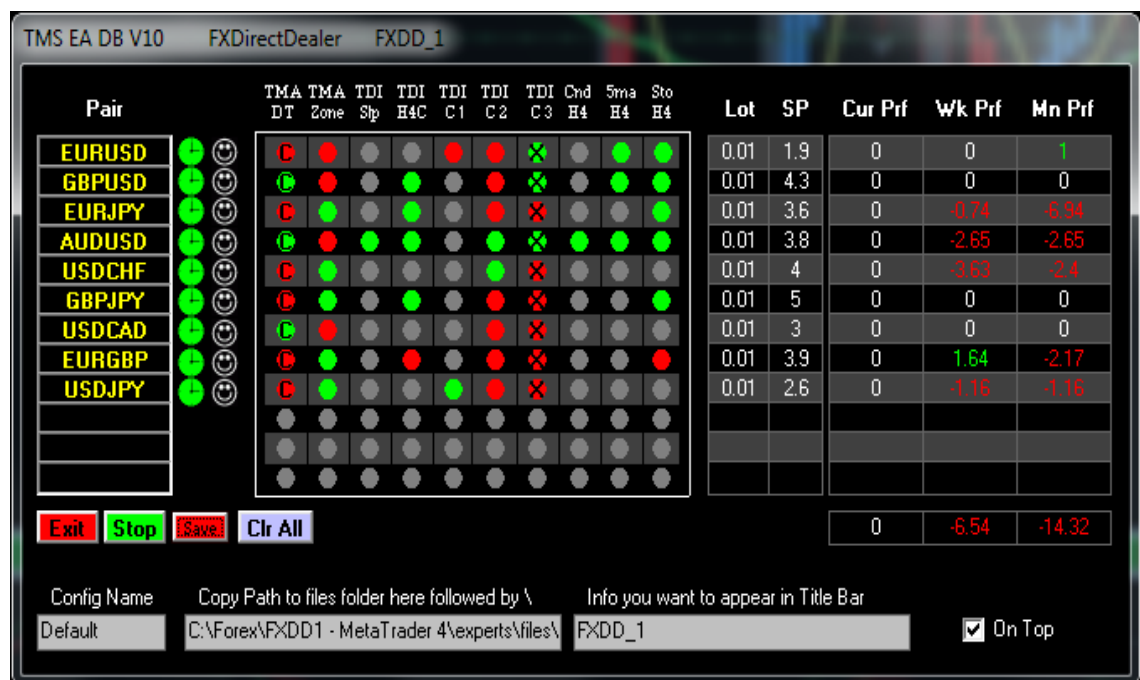 TMS EA DB V10 FXDirectDealer FXDD_1
Pair TMA DT TMA Zone TDI Slp TDI H4C TDI C1 TDI C2 TDI C3 Cnd H4 5ma H4 Sto H4 Lot SP Cur Prf Wk Prf Mn Prf
EURUSD C 0.01 1.9 0 0 1
GBPUSD C 0.01 4.3 0 0 0
EURJPY C 0.01 3.6 0 -0.74 -6.94
AUDUSD C 0.01 3.8 0 -2.65 -2.65
USDCHF C 0.01 4 0 -3.63 -2.4
GBPJPY C 0.01 5 0 0 0
USDCAD C 0.01 3 0 0 0
EURGBP C 0.01 3.9 0 1.64 -2.17
USDJPY C 0.01 2.6 0 -1.16 -1.16
Exit Stop Save Clr All 0 -6.54 -14.32
Config Name Copy Path to files folder here followed by \ Info you want to appear in Title Bar
Default C:\Forex\FXDD1 - MetaTrader 4\experts\files\ FXDD_1 On Top